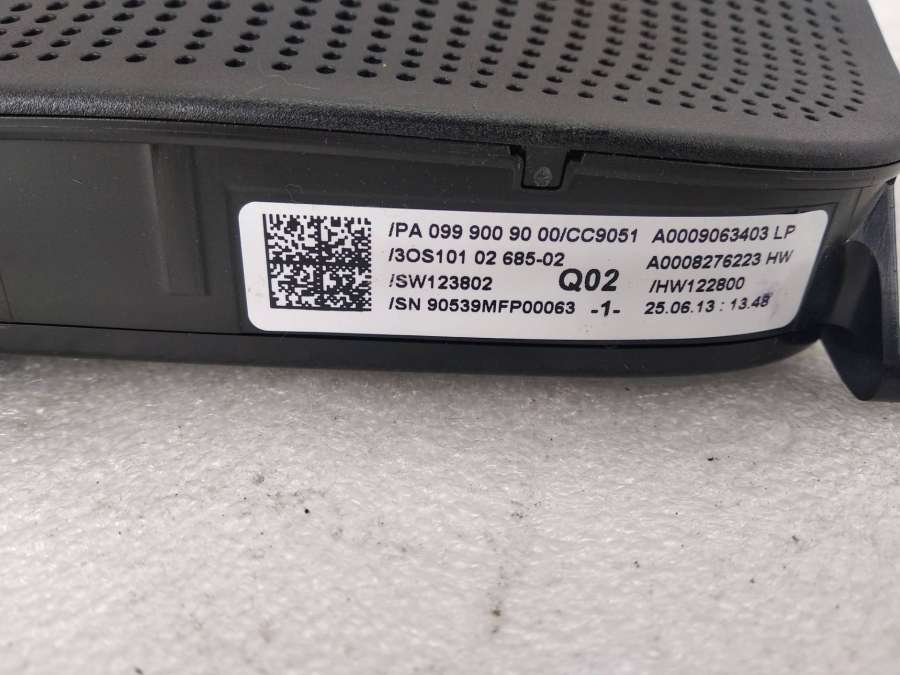 /PA 099 900 90 00/CC9051 A0009063403 LP
/3OS101 02 685-02 A0008276223 HW
/SW123802 Q02 /HW122800
/SN 90539MFP00063 -1- 25.06.13 : 13.48